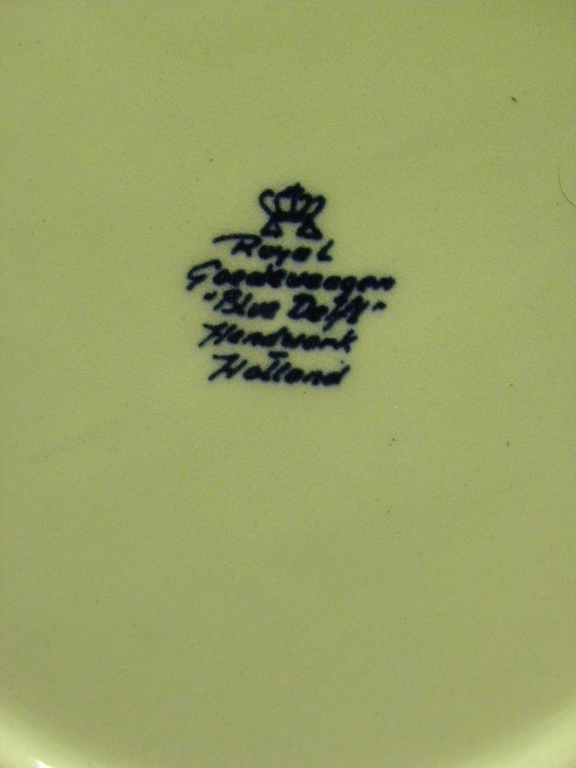 Royal
Goedewaagen
"Blue Delft"
Handwork
Holland